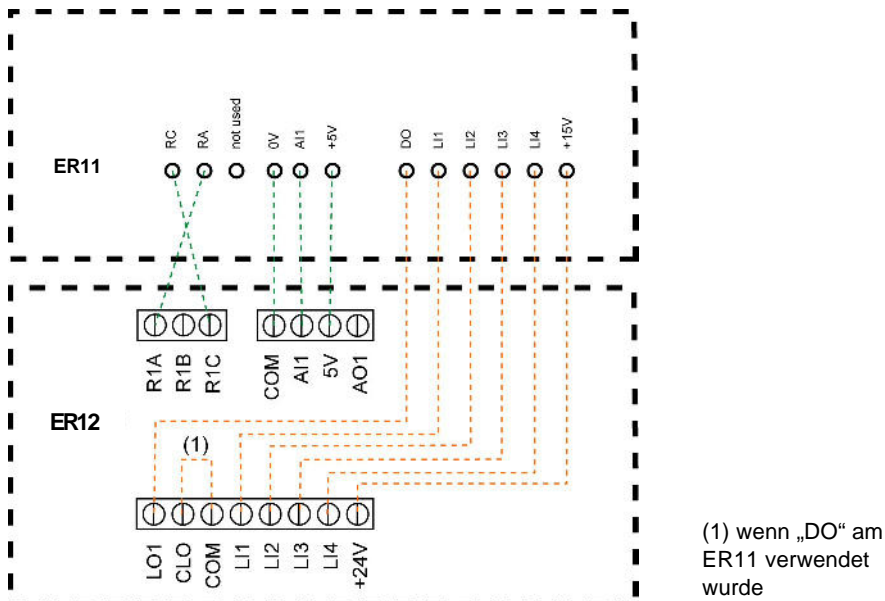 RC RA not used 0V AI1 +5V DO LI1 LI2 LI3 LI4 +15V
ER11
R1A R1B R1C COM AI1 5V AO1
ER12
(1)
LO1 CLO COM LI1 LI2 LI3 LI4 +24V
(1) wenn „DO“ am
ER11 verwendet
wurde